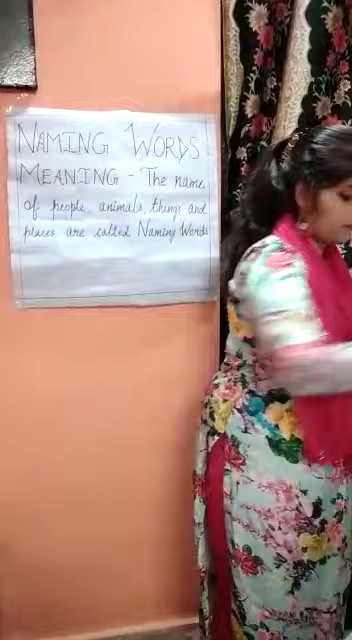 NAMING WORDS
MEANING - The name
of people animals, things and
places are called Naming Words